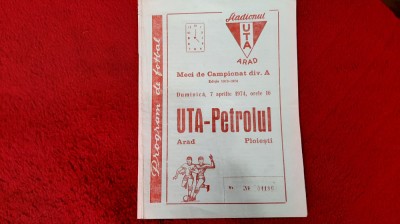 Stadionul
UTA
ARAD
Program de fotbal
Meci de Campionat div. A
Duminică, 7 aprilie 1974, orele 16
UTA-Petrolul
Arad Ploiești
Nr.